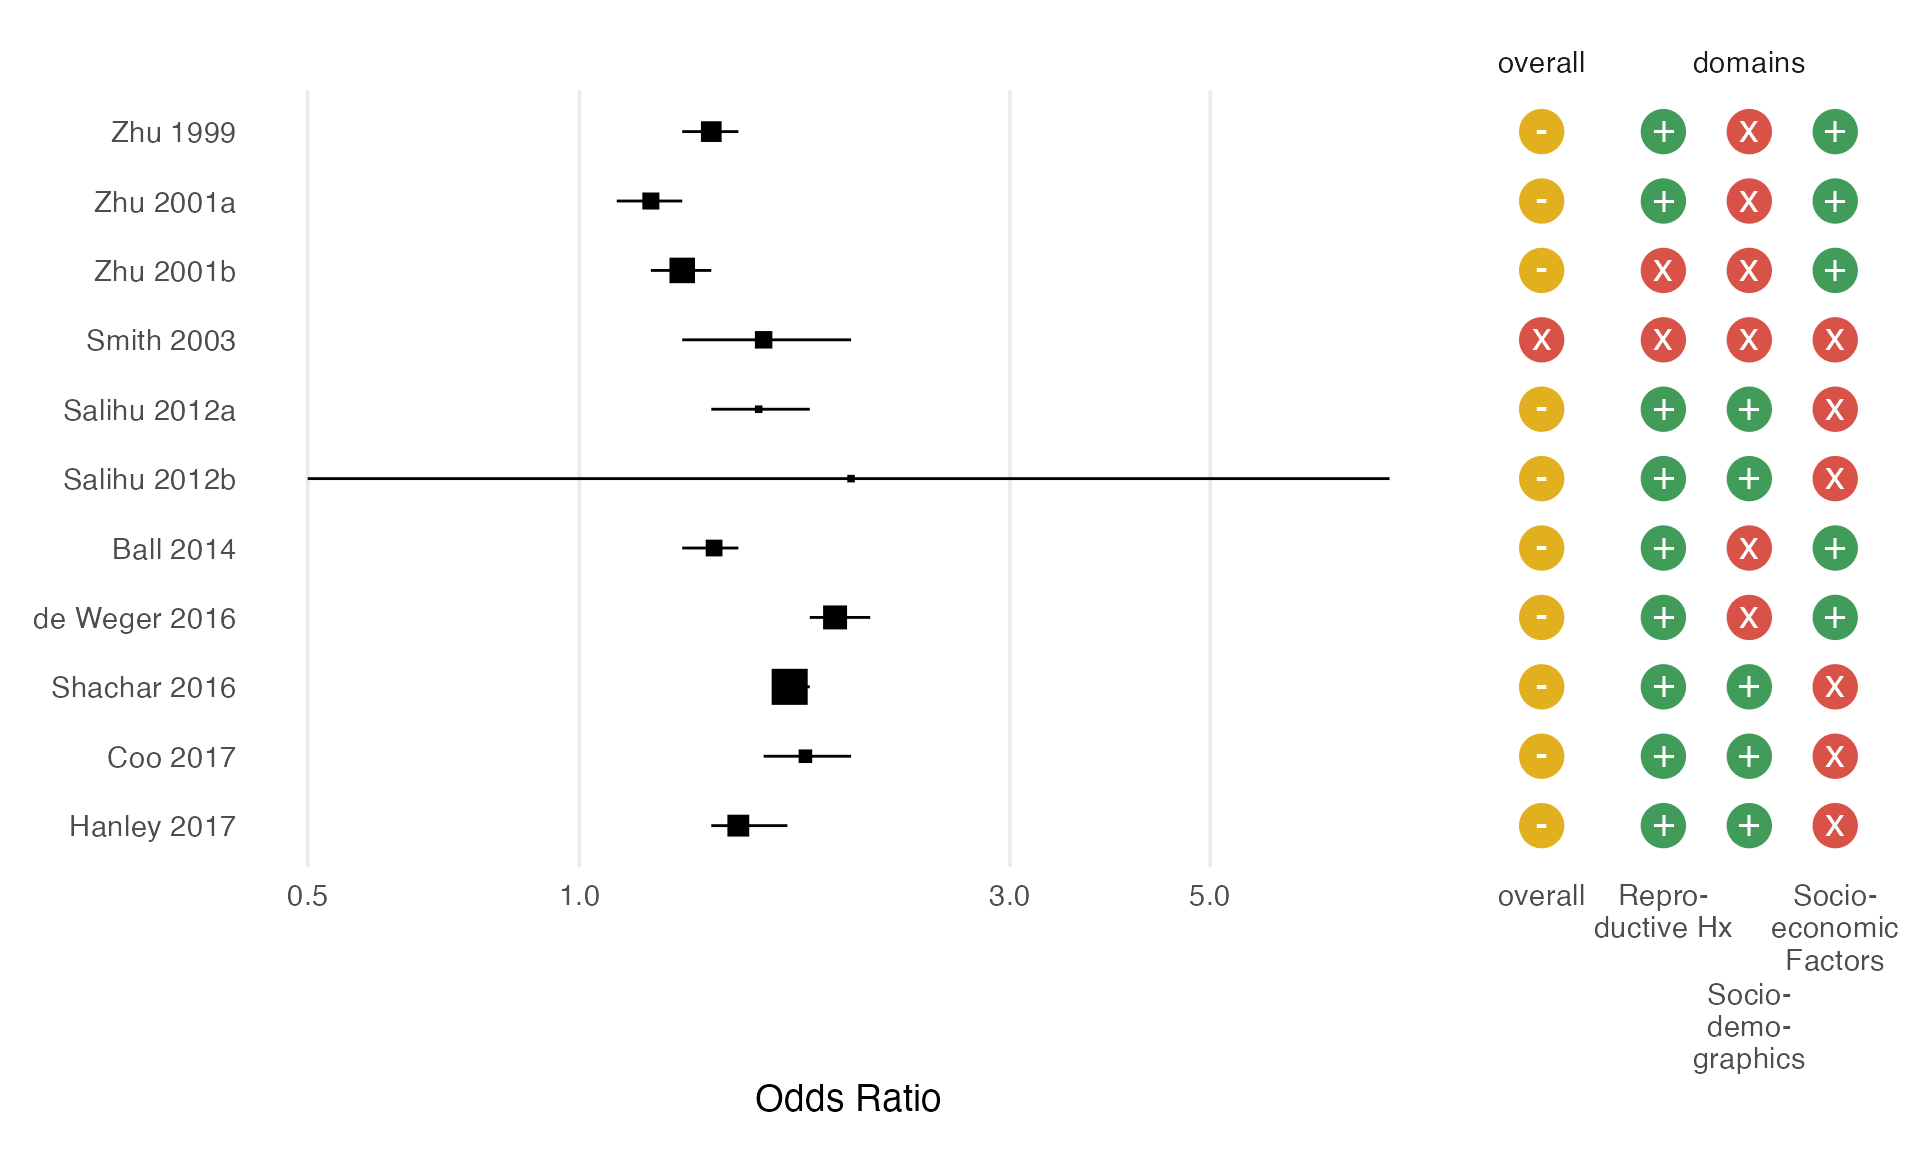 overall domains
Zhu 1999 - + x +
Zhu 2001a - + x +
Zhu 2001b - x x +
Smith 2003 x x x x
Salihu 2012a - + + x
Salihu 2012b - + + x
Ball 2014 - + x +
de Weger 2016 - + x +
Shachar 2016 - + + x
Coo 2017 - + + x
Hanley 2017 - + + x
0.5 1.0 3.0 5.0
overall
Repro-
ductive Hx
Socio-
demo-
graphics
Socio-
economic
Factors
Odds Ratio